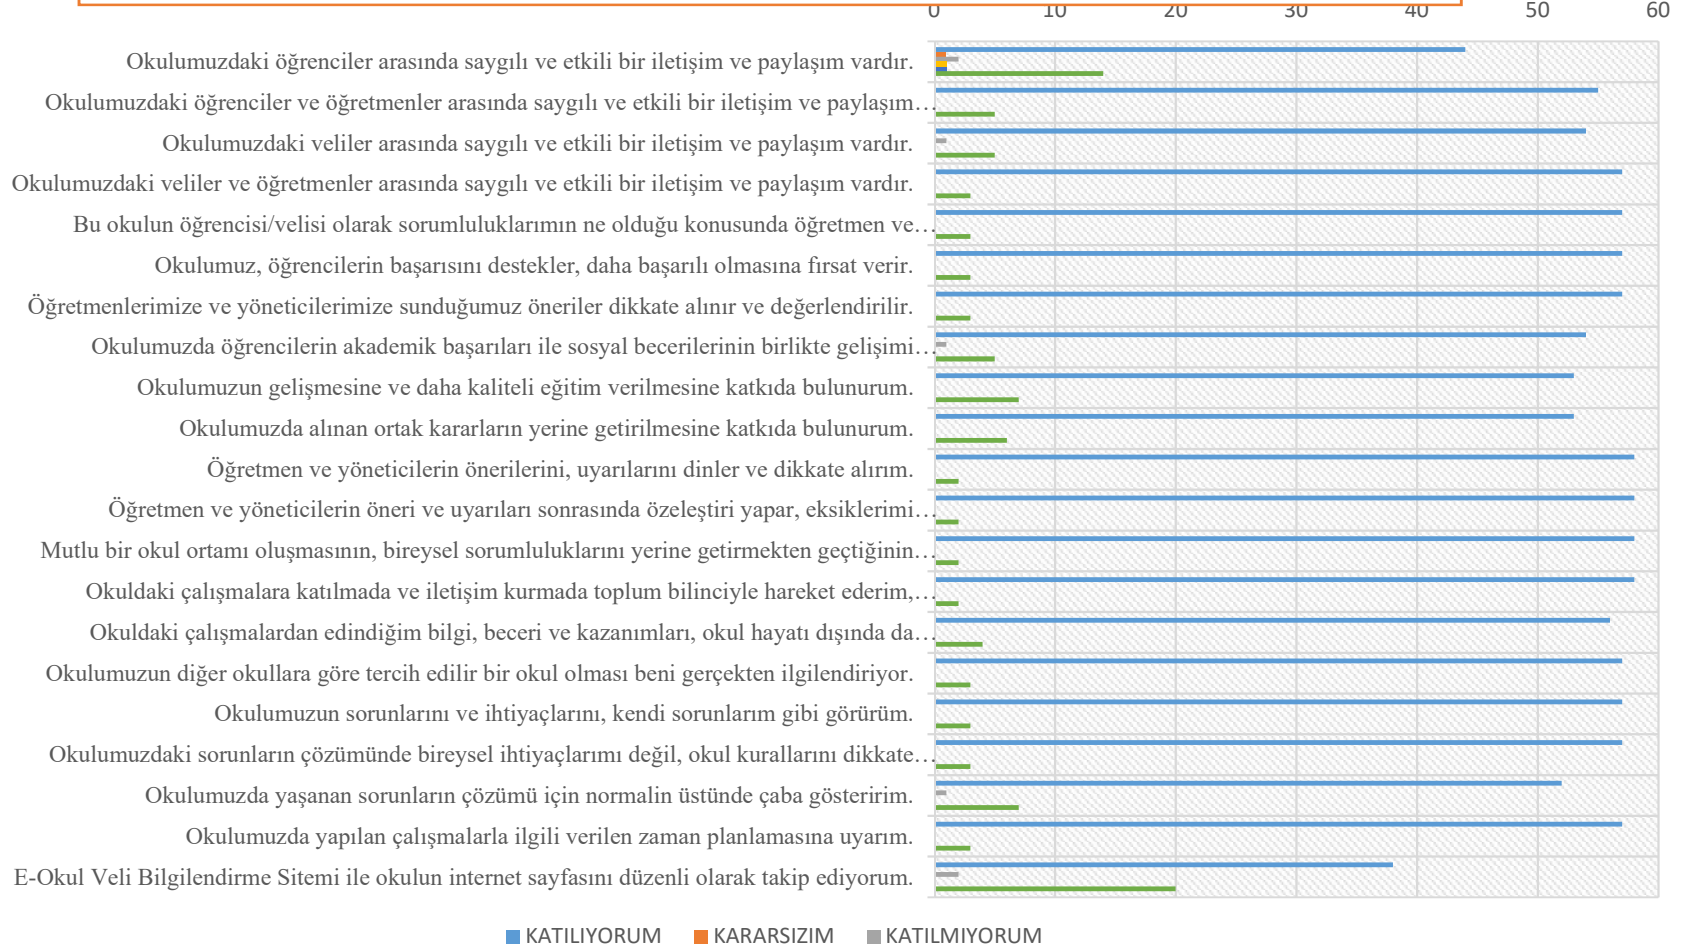 0 10 20 30 40 50 60
Okulumuzdaki öğrenciler arasında saygılı ve etkili bir iletişim ve paylaşım vardır.
Okulumuzdaki öğrenciler ve öğretmenler arasında saygılı ve etkili bir iletişim ve paylaşım…
Okulumuzdaki veliler arasında saygılı ve etkili bir iletişim ve paylaşım vardır.
Okulumuzdaki veliler ve öğretmenler arasında saygılı ve etkili bir iletişim ve paylaşım vardır.
Bu okulun öğrencisi/velisi olarak sorumluluklarımın ne olduğu konusunda öğretmen ve…
Okulumuz, öğrencilerin başarısını destekler, daha başarılı olmasına fırsat verir.
Öğretmenlerimize ve yöneticilerimize sunduğumuz öneriler dikkate alınır ve değerlendirilir.
Okulumuzda öğrencilerin akademik başarıları ile sosyal becerilerinin birlikte gelişimi…
Okulumuzun gelişmesine ve daha kaliteli eğitim verilmesine katkıda bulunurum.
Okulumuzda alınan ortak kararların yerine getirilmesine katkıda bulunurum.
Öğretmen ve yöneticilerin önerilerini, uyarılarını dinler ve dikkate alırım.
Öğretmen ve yöneticilerin öneri ve uyarıları sonrasında özeleştiri yapar, eksiklerimi…
Mutlu bir okul ortamı oluşmasının, bireysel sorumluluklarını yerine getirmekten geçtiğinin…
Okuldaki çalışmalara katılmada ve iletişim kurmada toplum bilinciyle hareket ederim,…
Okuldaki çalışmalardan edindiğim bilgi, beceri ve kazanımları, okul hayatı dışında da…
Okulumuzun diğer okullara göre tercih edilir bir okul olması beni gerçekten ilgilendiriyor.
Okulumuzun sorunlarını ve ihtiyaçlarını, kendi sorunlarım gibi görürüm.
Okulumuzdaki sorunların çözümünde bireysel ihtiyaçlarımı değil, okul kurallarını dikkate…
Okulumuzda yaşanan sorunların çözümü için normalin üstünde çaba gösteririm.
Okulumuzda yapılan çalışmalarla ilgili verilen zaman planlamasına uyarım.
E-Okul Veli Bilgilendirme Sitemi ile okulun internet sayfasını düzenli olarak takip ediyorum.
KATILIYORUM KARARSIZIM KATILMIYORUM